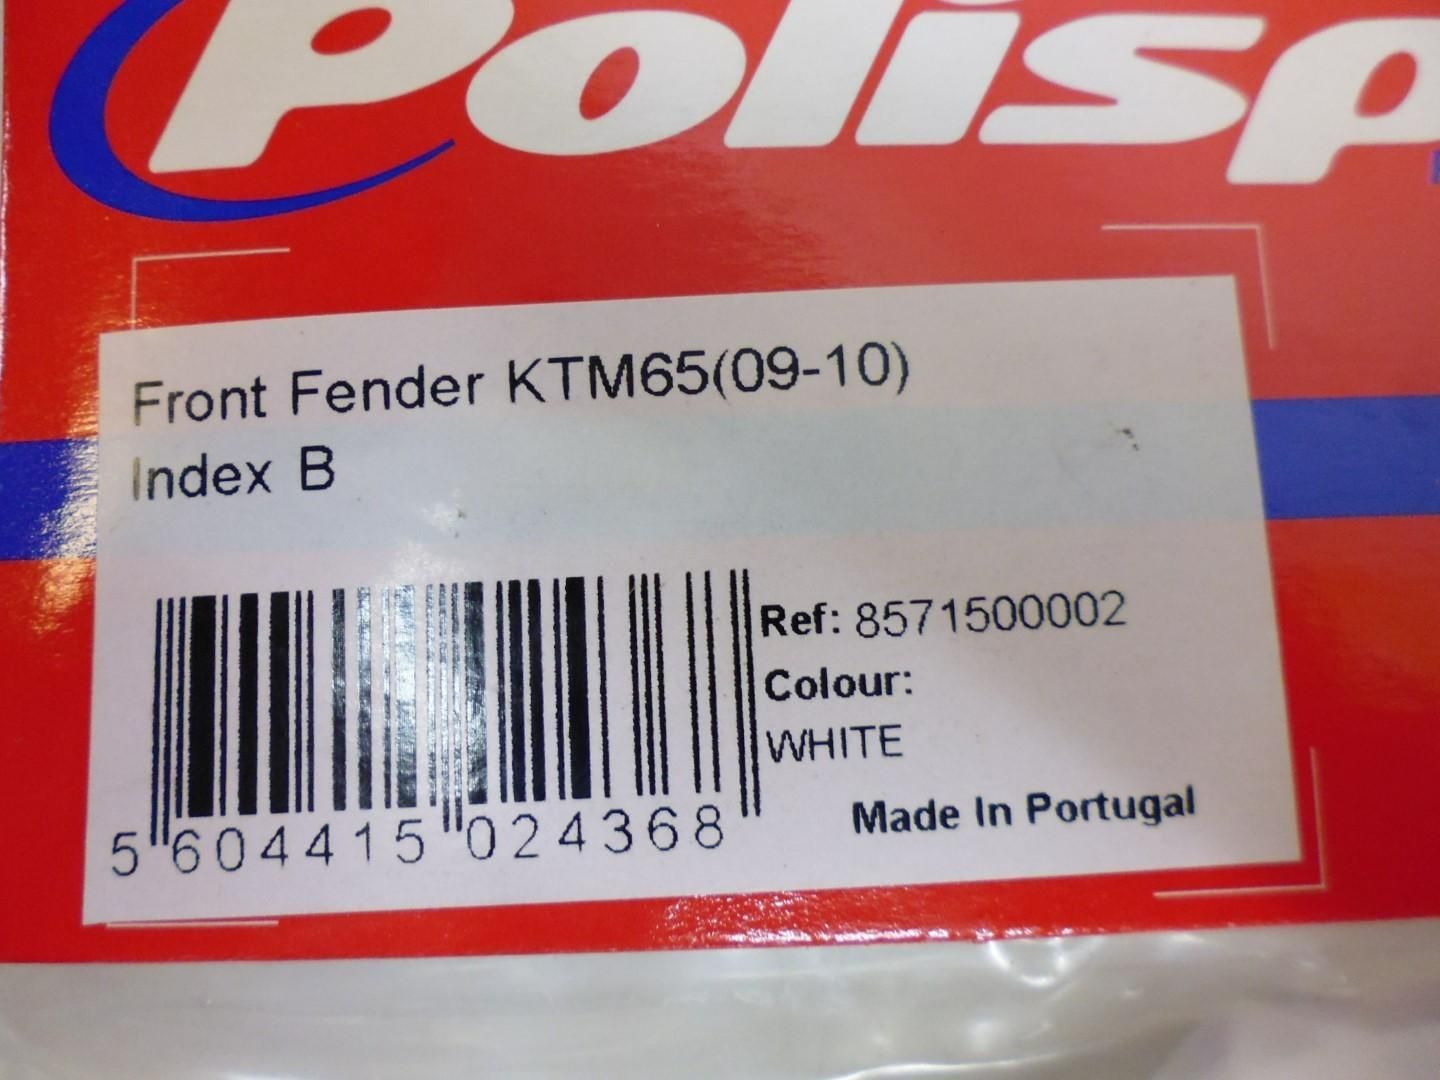 Polisp
Front Fender KTM65(09-10)
Index B
Ref: 8571500002
Colour:
WHITE
Made In Portugal
5 604415 024368